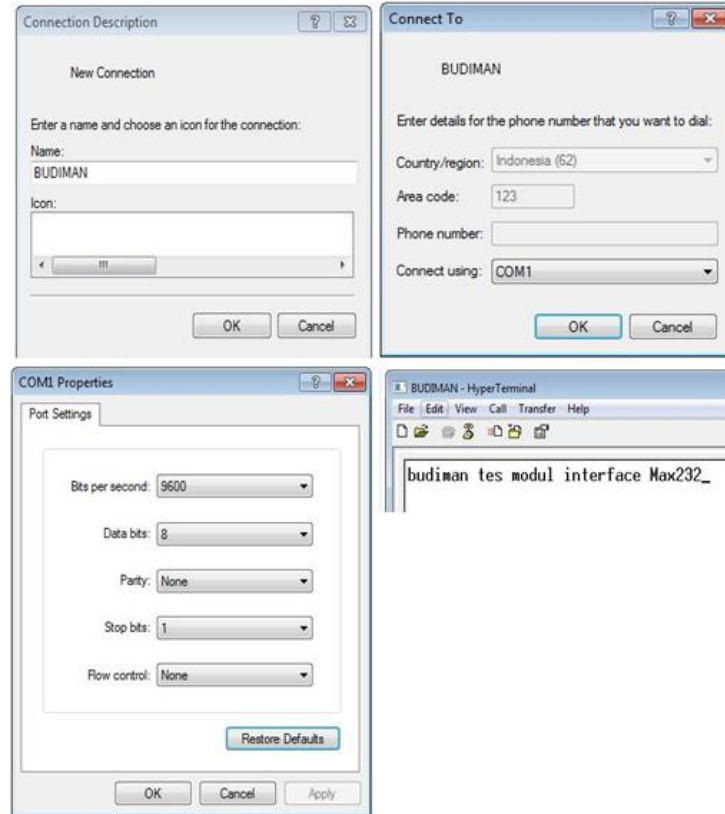 Connection Description
New Connection
Enter a name and choose an icon for the connection:
Name:
BUDIMAN
Icon:
OK Cancel
Connect To
BUDIMAN
Enter details for the phone number that you want to dial:
Country/region: Indonesia (62)
Area code: 123
Phone number:
Connect using: COM1
OK Cancel
COM1 Properties
Port Settings
Bits per second: 9600
Data bits: 8
Parity: None
Stop bits: 1
Flow control: None
Restore Defaults
OK Cancel Apply
BUDIMAN - HyperTerminal
File Edit View Call Transfer Help
budiman tes modul interface Max232_